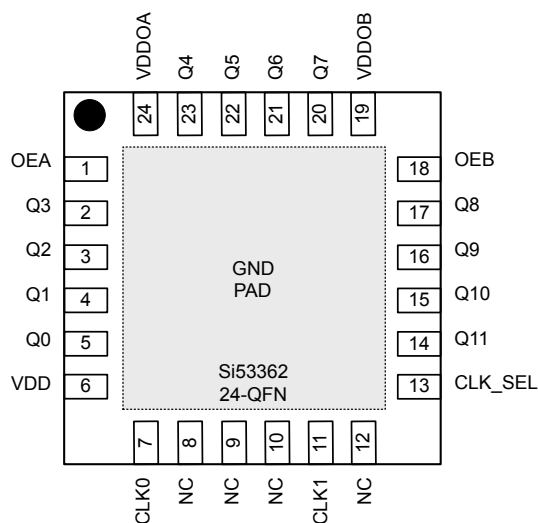 VDDOA
Q4
Q5
Q6
Q7
VDDOB
24
23
22
21
20
19
OEA
1
18
OEB
Q3
2
17
Q8
Q2
3
16
Q9
Q1
4
15
Q10
Q0
5
14
Q11
VDD
6
13
CLK_SEL
GND
PAD
Si53362
24-QFN
7
8
9
10
11
12
CLK0
NC
NC
NC
CLK1
NC